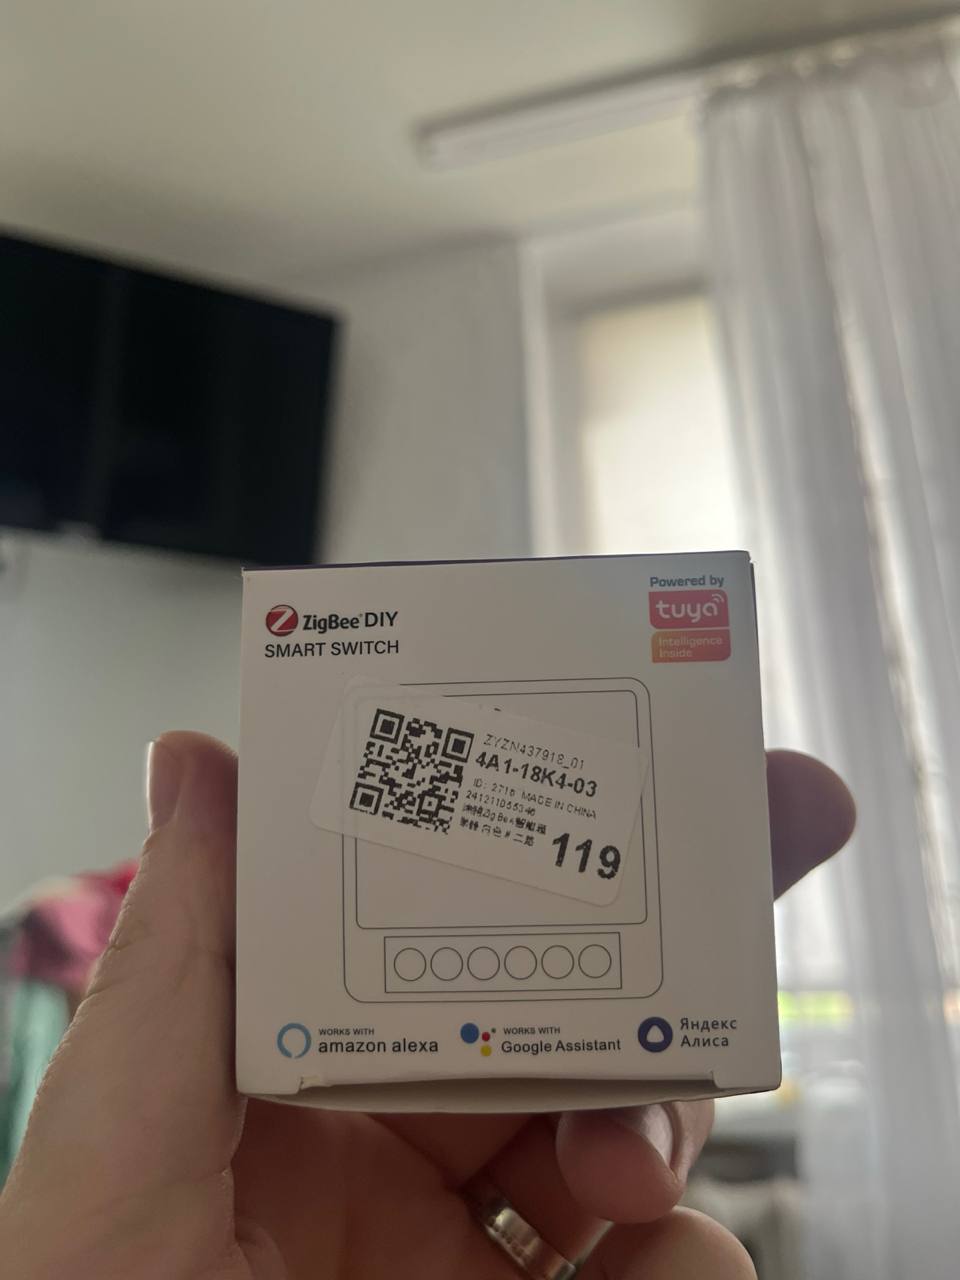 ZigBee DIY
SMART SWITCH
Powered by
tuya
Intelligence
Inside
ZYZN437918_01
4A1-18K4-03
ID: 2716 MADE IN CHINA
119
WORKS WITH
amazon alexa
WORKS WITH
Google Assistant
Яндекс
Алиса